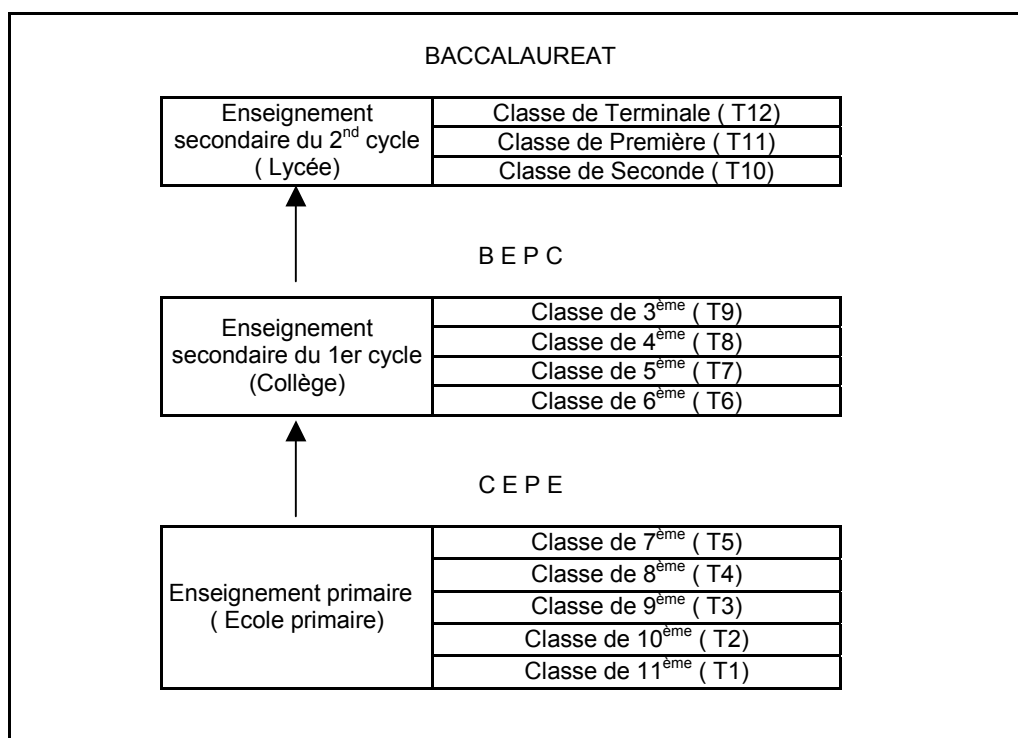 BACCALAUREAT
Enseignement
secondaire du 2nd cycle
( Lycée)
Classe de Terminale ( T12)
Classe de Première ( T11)
Classe de Seconde ( T10)
B E P C
Enseignement
secondaire du 1er cycle
(Collège)
Classe de 3ème ( T9)
Classe de 4ème ( T8)
Classe de 5ème ( T7)
Classe de 6ème ( T6)
C E P E
Enseignement primaire
( Ecole primaire)
Classe de 7ème ( T5)
Classe de 8ème ( T4)
Classe de 9ème ( T3)
Classe de 10ème ( T2)
Classe de 11ème ( T1)